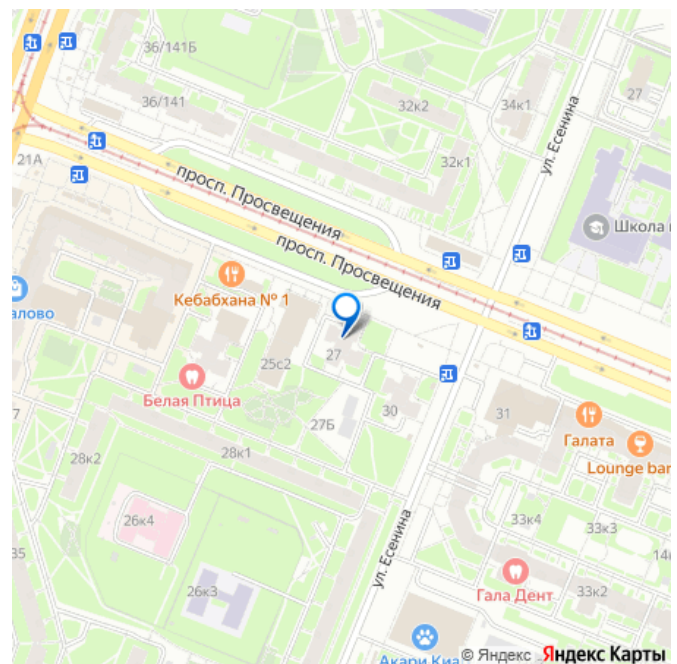 36/141Б
36/141
32к2
34к1
27
32к1
ул. Есенина
21А
просп. Просвещения
Школа
просп. Просвещения
Кебабхана № 1
алово
27
25с2
Белая Птица
30
31
27Б
Галата
28к1
Lounge bar
28к2
26к4
33к4
33к3
35
ул. Есенина
14к
26к3
Гала Дент
33к2
Акари Киа
© Яндекс Яндекс Карты